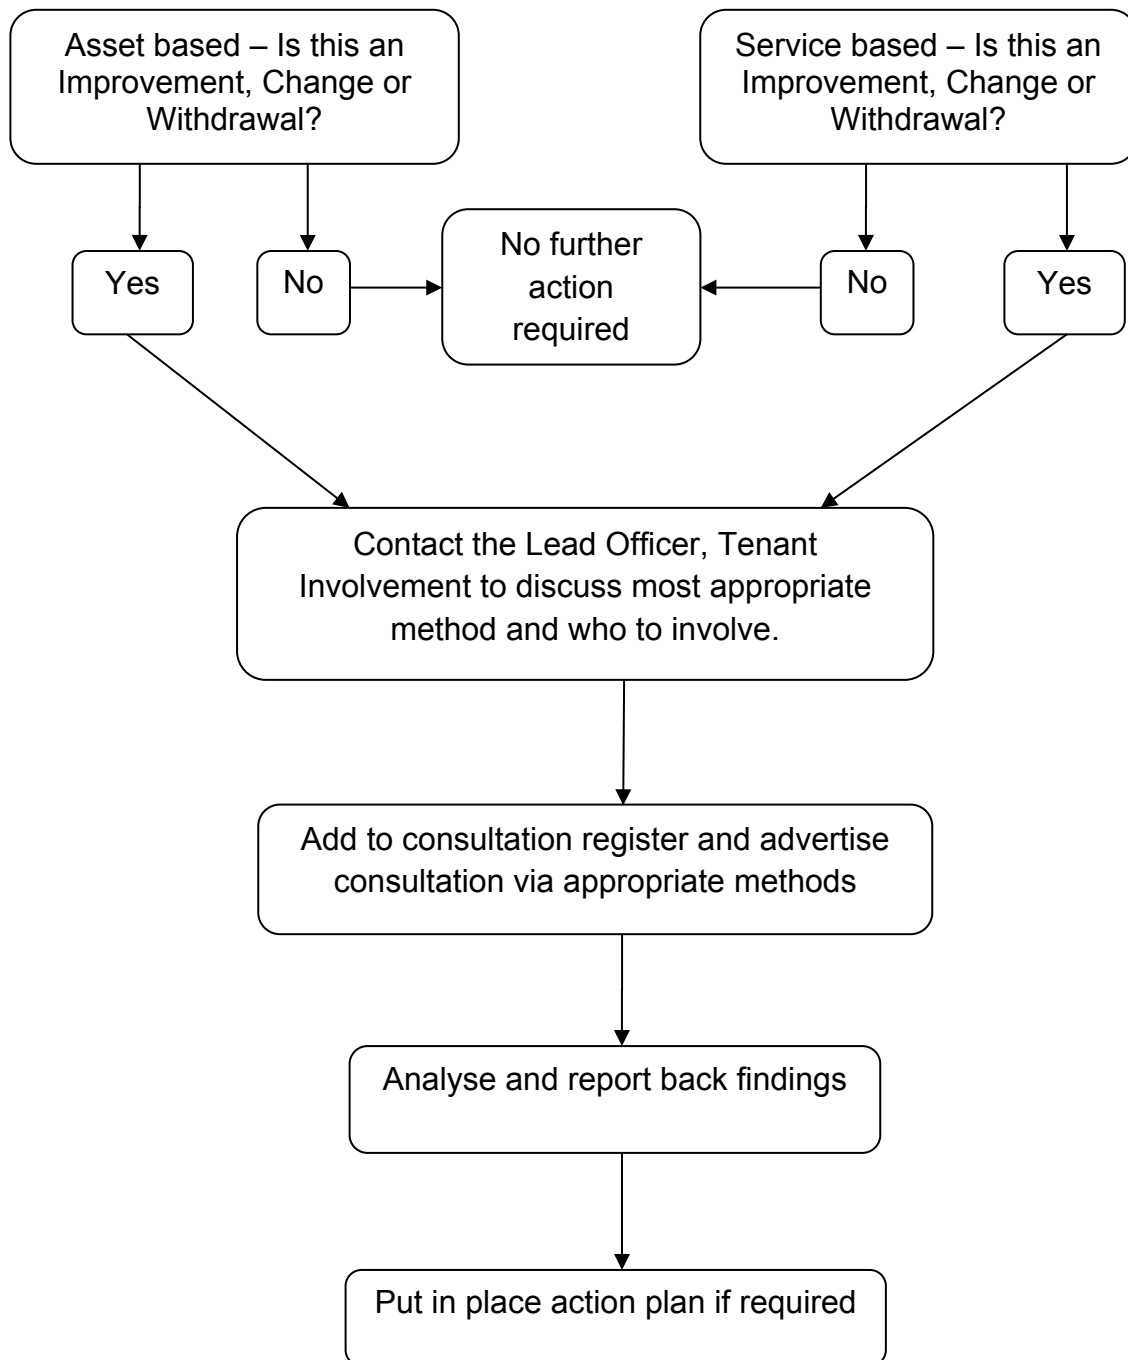 Asset based – Is this an
Improvement, Change or
Withdrawal?
Service based – Is this an
Improvement, Change or
Withdrawal?
Yes
No
No further
action
required
No
Yes
Contact the Lead Officer, Tenant
Involvement to discuss most appropriate
method and who to involve.
Add to consultation register and advertise
consultation via appropriate methods
Analyse and report back findings
Put in place action plan if required